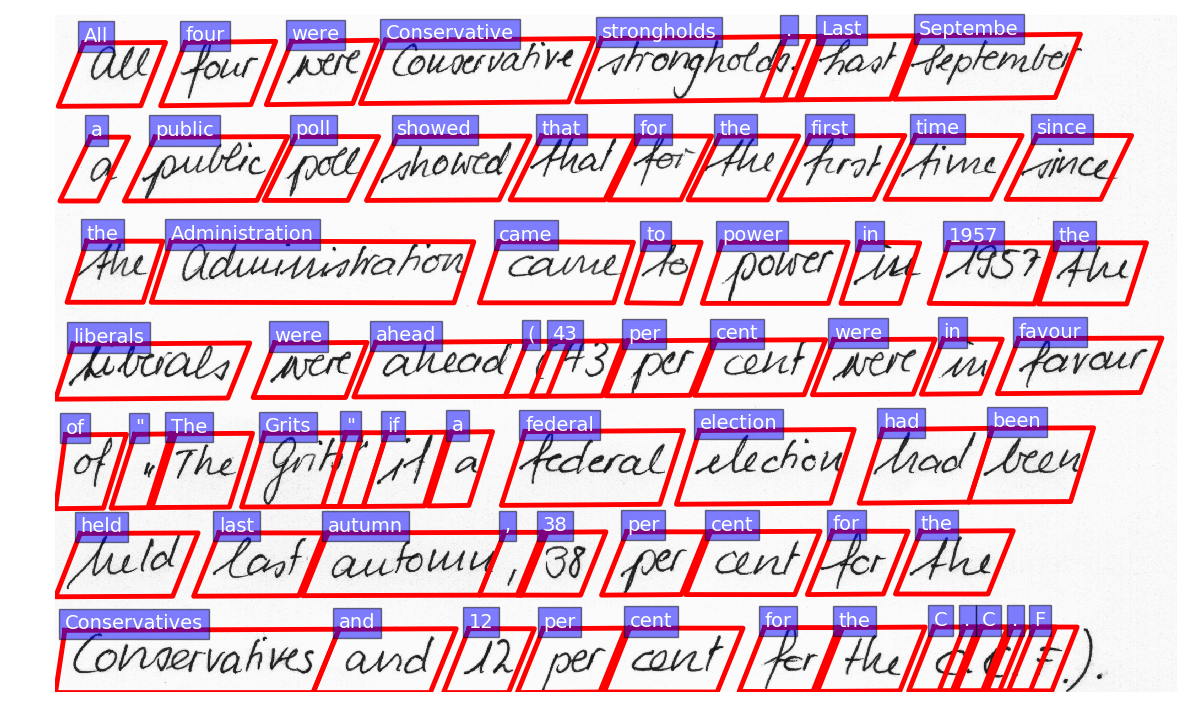 All four were Conservative strongholds . Last Septembe
All four were Conservative strongholds. Last September
a public poll showed that for the first time since
a public poll showed that for the first time since
the Administration came to power in 1957 the
the Administration came to power in 1957 the
liberals were ahead ( 43 per cent were in favour
liberals were ahead (43 per cent were in favour
of " The Grits " if a federal election had been
of "The Grits" if a federal election had been
held last autumn , 38 per cent for the
held last autumn, 38 per cent for the
Conservatives and 12 per cent for the C . C . F
Conservatives and 12 per cent for the C.C.F.).